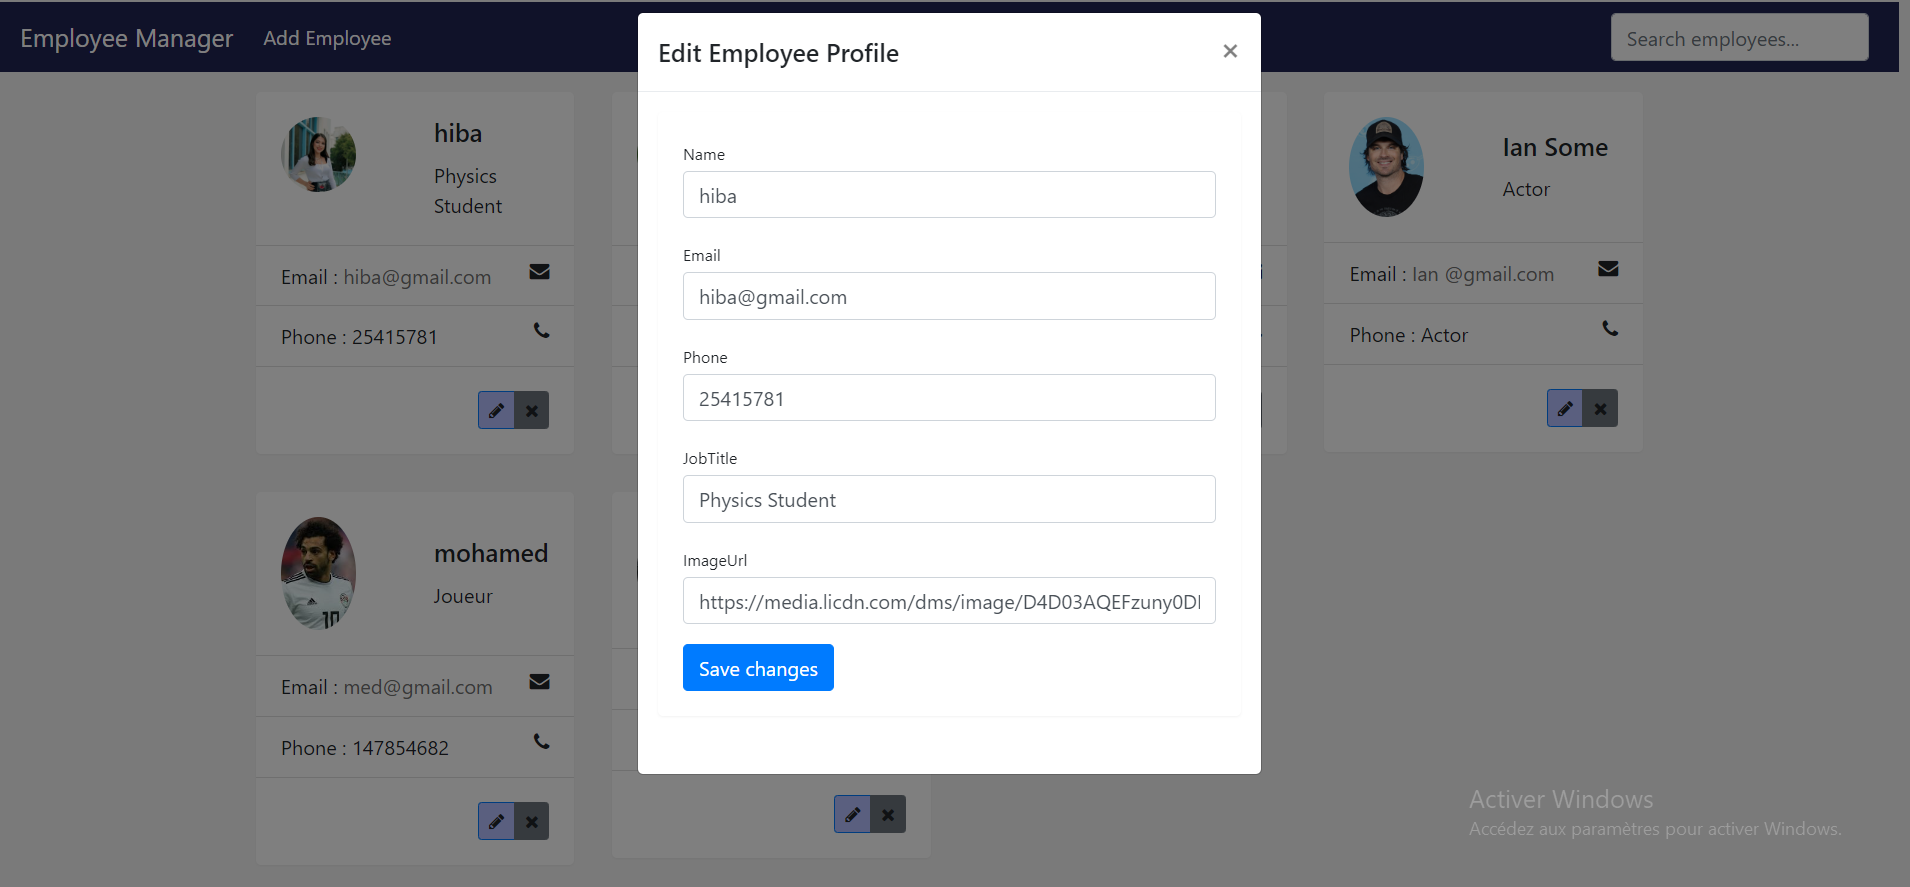 Employee Manager
Add Employee
Search employees...
Edit Employee Profile
×
Name
hiba
Email
hiba@gmail.com
Phone
25415781
JobTitle
Physics Student
ImageUrl
https://media.licdn.com/dms/image/D4D03AQEFzuny0D
Save changes
hiba
Physics
Student
Email : hiba@gmail.com
Phone : 25415781
Ian Some
Actor
Email : Ian @gmail.com
Phone : Actor
mohamed
Joueur
Email : med@gmail.com
Phone : 147854682
Activer Windows
Accédez aux paramètres pour activer Windows.